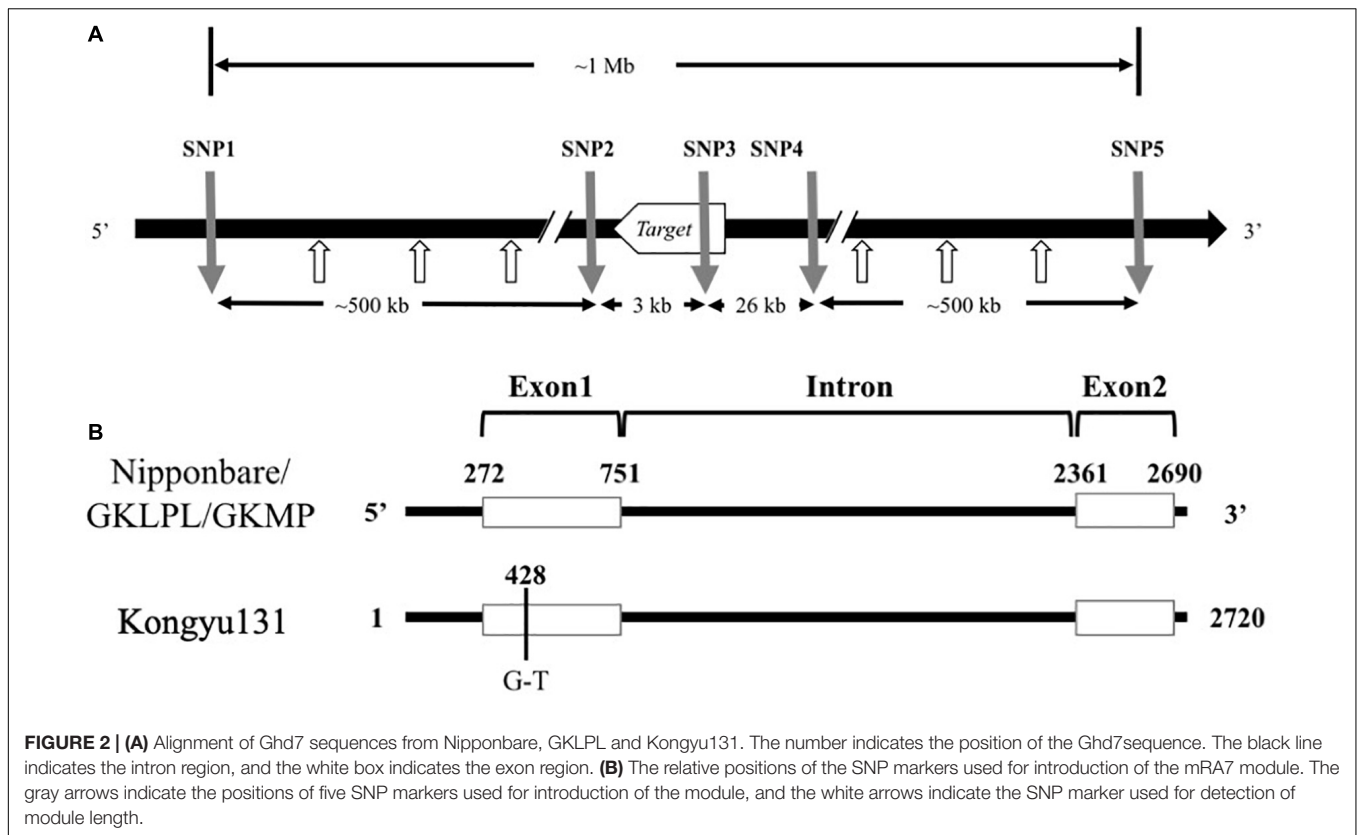 A
~1 Mb
SNP1 SNP2 SNP3 SNP4 SNP5
5’ Target 3’
~500 kb 3 kb 26 kb ~500 kb
Exon1 Intron Exon2
B
Nipponbare/
GKLPL/GKMP
272 751 2361 2690
5’ 3’
428
Kongyu131 1 2720
G-T
FIGURE 2 | (A) Alignment of Ghd7 sequences from Nipponbare, GKLPL and Kongyu131. The number indicates the position of the Ghd7sequence. The black line
indicates the intron region, and the white box indicates the exon region. (B) The relative positions of the SNP markers used for introduction of the mRA7 module. The
gray arrows indicate the positions of five SNP markers used for introduction of the module, and the white arrows indicate the SNP marker used for detection of
module length.